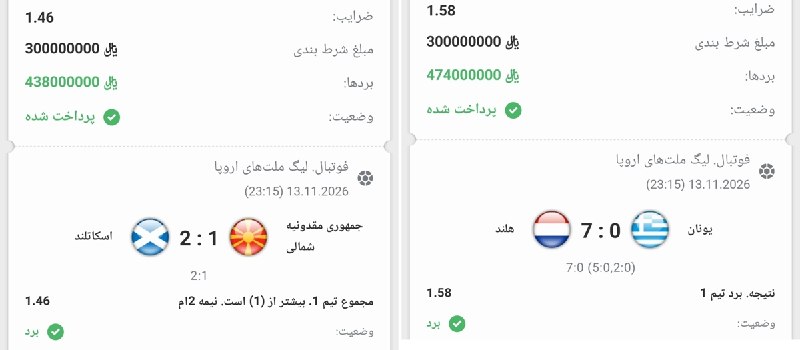 ضرایب: 1.58
مبلغ شرط بندی 300000000 ﷼
بردها: 474000000 ﷼
وضعیت: پرداخت شده
فوتبال. لیگ ملت‌های اروپا
13.11.2026 (23:15)
یونان 7 : 0 هلند
7:0 (5:0,2:0)
نتیجه. برد تیم 1 1.58
وضعیت: برد
ضرایب: 1.46
مبلغ شرط بندی 300000000 ﷼
بردها: 438000000 ﷼
وضعیت: پرداخت شده
فوتبال. لیگ ملت‌های اروپا
13.11.2026 (23:15)
جمهوری مقدونیه
شمالی
2 : 1 اسکاتلند
2:1
مجموع تیم 1. بیشتر از (1) است. نیمه 2ام 1.46
وضعیت: برد